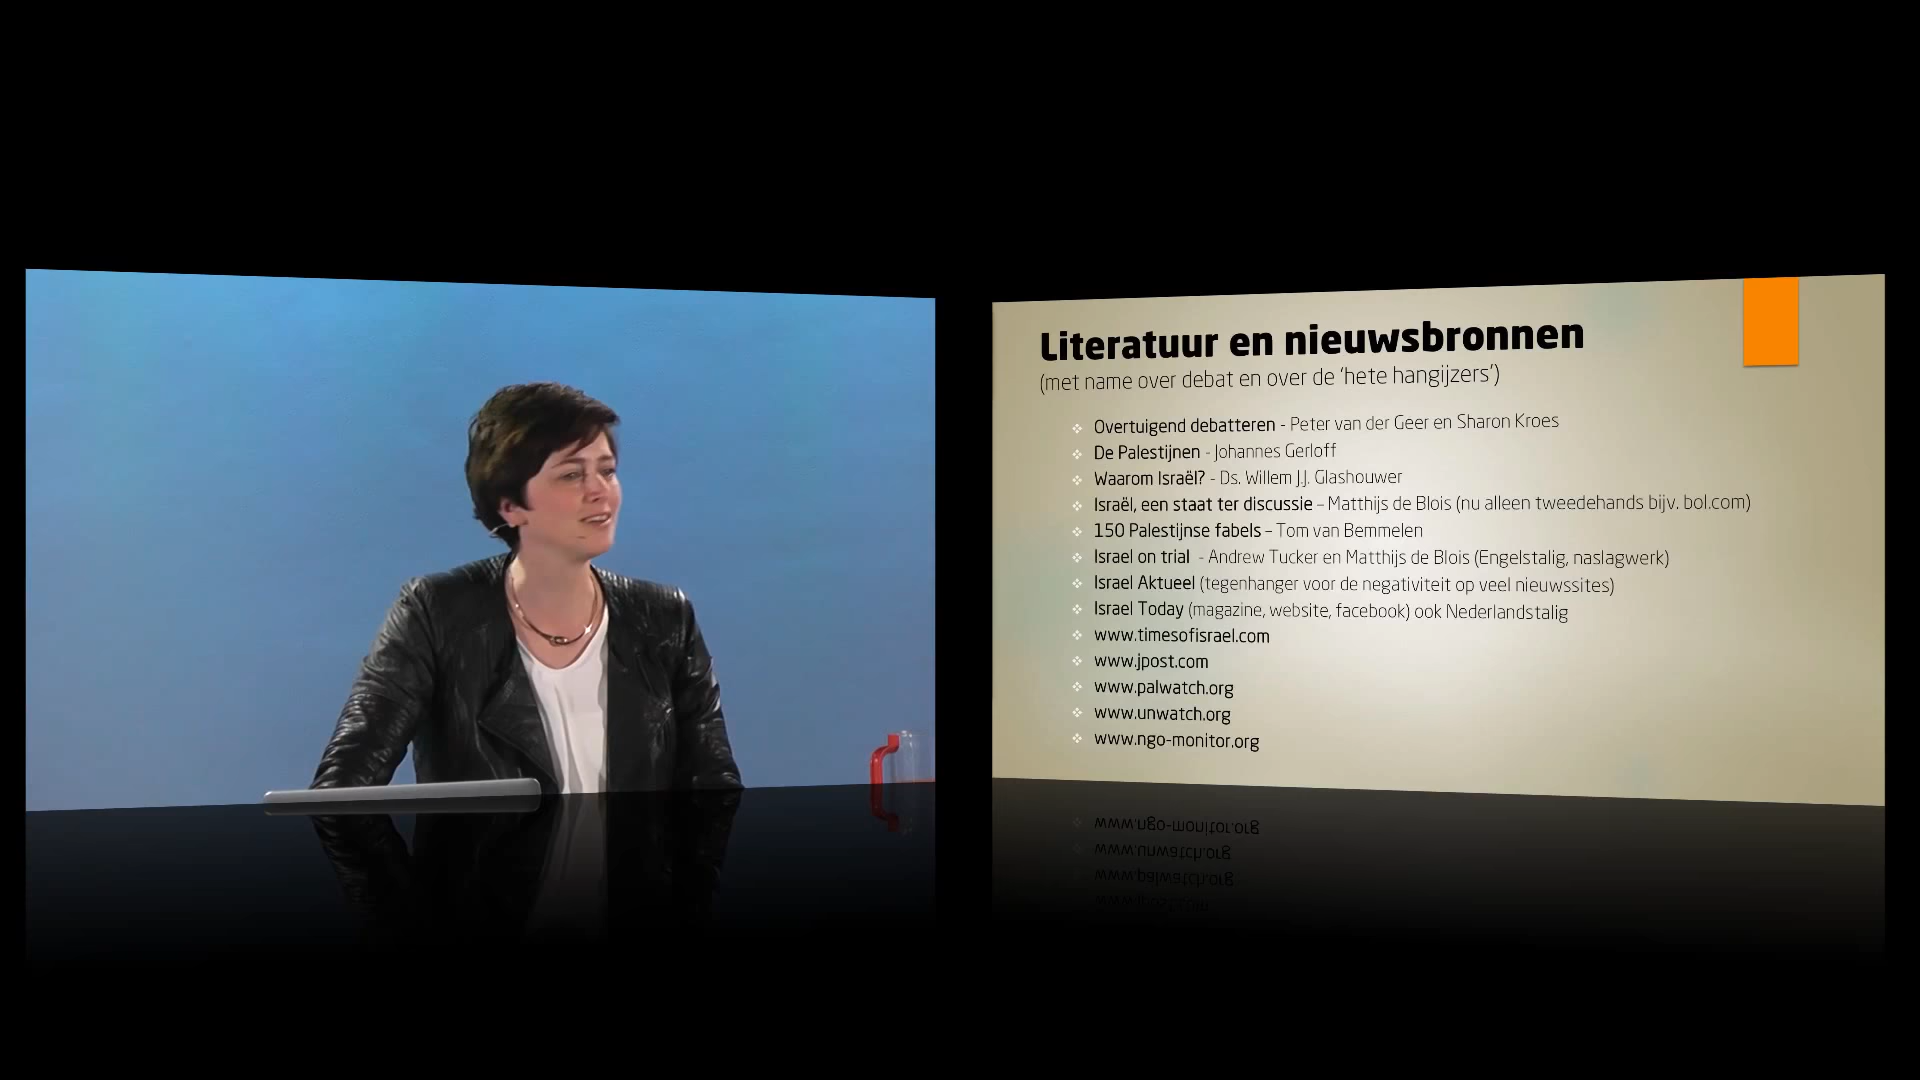 Literatuur en nieuwsbronnen
(met name over debat en over de ‘hete hangijzers’)
Overtuigend debatteren - Peter van der Geer en Sharon Kroes
De Palestijnen - Johannes Gerloff
Waarom Israël? - Ds. Willem J.J. Glashouwer
Israël, een staat ter discussie – Matthijs de Blois (nu alleen tweedehands bijv. bol.com)
150 Palestijnse fabels – Tom van Bemmelen
Israel on trial - Andrew Tucker en Matthijs de Blois (Engelstalig, naslagwerk)
Israel Aktueel (tegenhanger voor de negativiteit op veel nieuwssites)
Israel Today (magazine, website, facebook) ook Nederlandstalig
www.timesofisrael.com
www.jpost.com
www.palwatch.org
www.unwatch.org
www.ngo-monitor.org